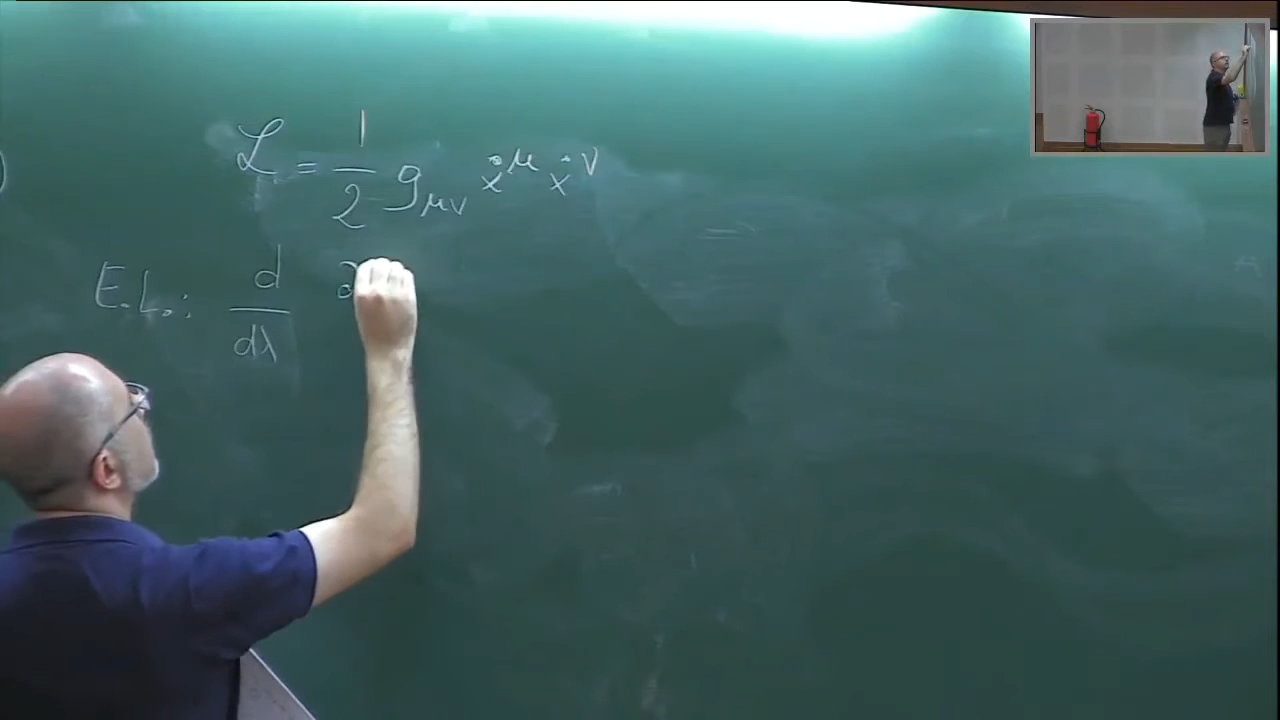 )
ℒ = 1/2 g_μν ẋ^μ ẋ^ν
E.L.: d/dλ ∂